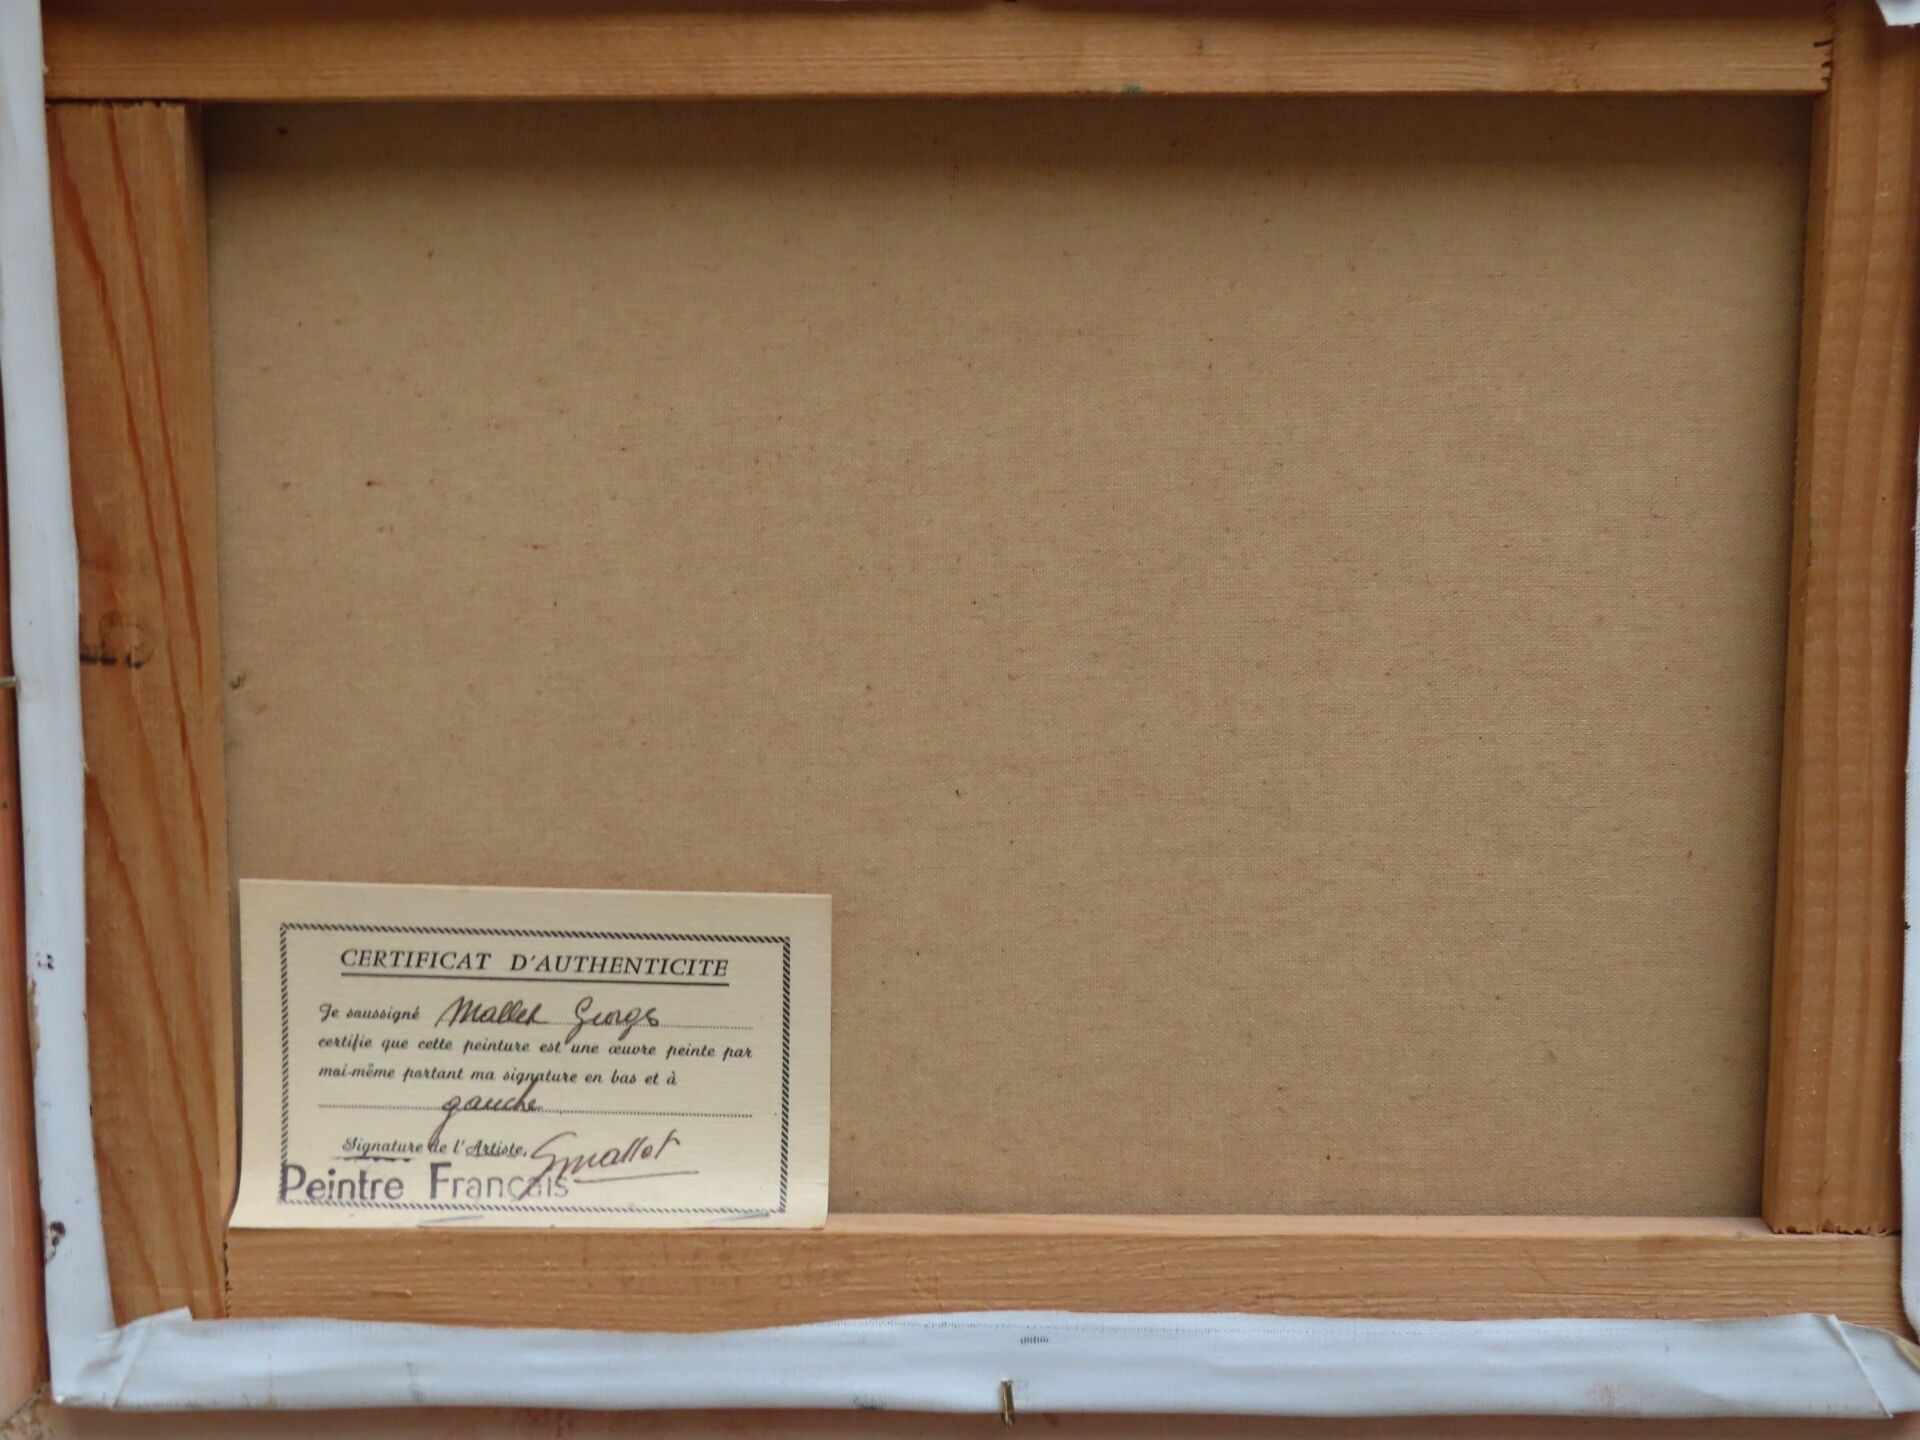 CERTIFICAT D'AUTHENTICITE
Je soussigné Mallet Georges
certifie que cette peinture est une œuvre peinte par
moi-même portant ma signature en bas et à
gauche
Signature de l'Artiste, GMallet
Peintre Français